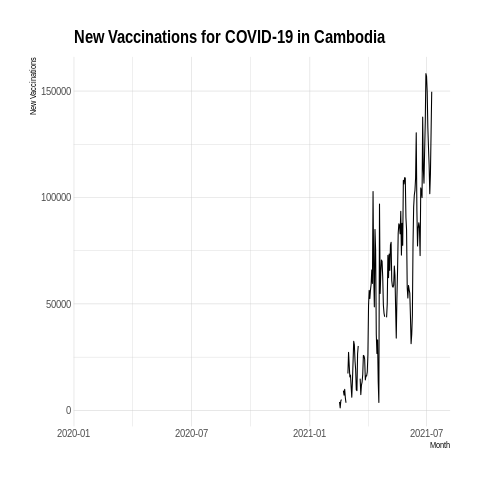 New Vaccinations for COVID-19 in Cambodia
New Vaccinations
150000
100000
50000
0
2020-01 2020-07 2021-01 2021-07
Month